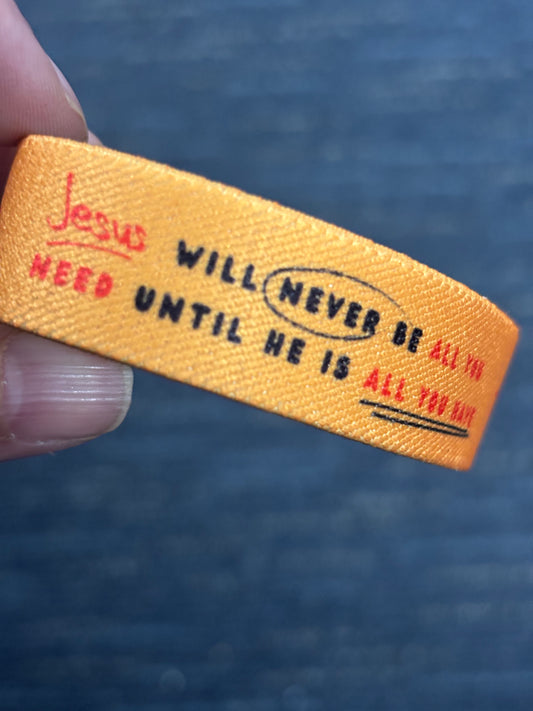 Jesus WILL NEVER BE ALL YOU
NEED UNTIL HE IS ALL YOU HAVE